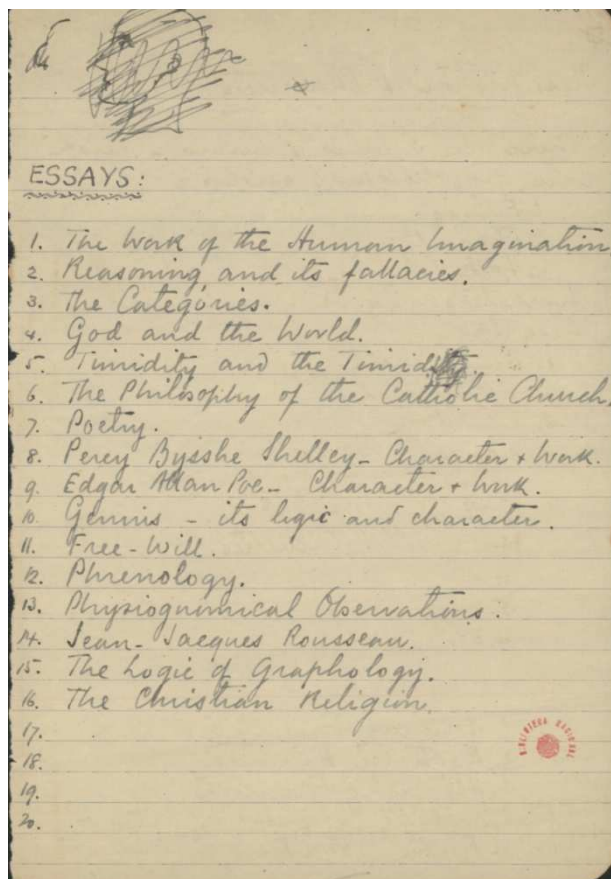 ESSAYS:
1. The Work of the Human Imagination
2. Reasoning and its fallacies.
3. The Categories.
4. God and the World.
5. Timidity and the Timid
6. The Philosophy of the Catholic Church.
7. Poetry.
8. Percy Bysshe Shelley - Character + Work.
9. Edgar Allan Poe - Character + Work.
10. Genius - its logic and character.
11. Free-Will.
12. Phrenology.
13. Physiognomical Observations.
14. Jean-Jacques Rousseau.
15. The Logic of Graphology.
16. The Christian Religion.
17.
18.
19.
20.
BIBLIOTECA NACIONAL